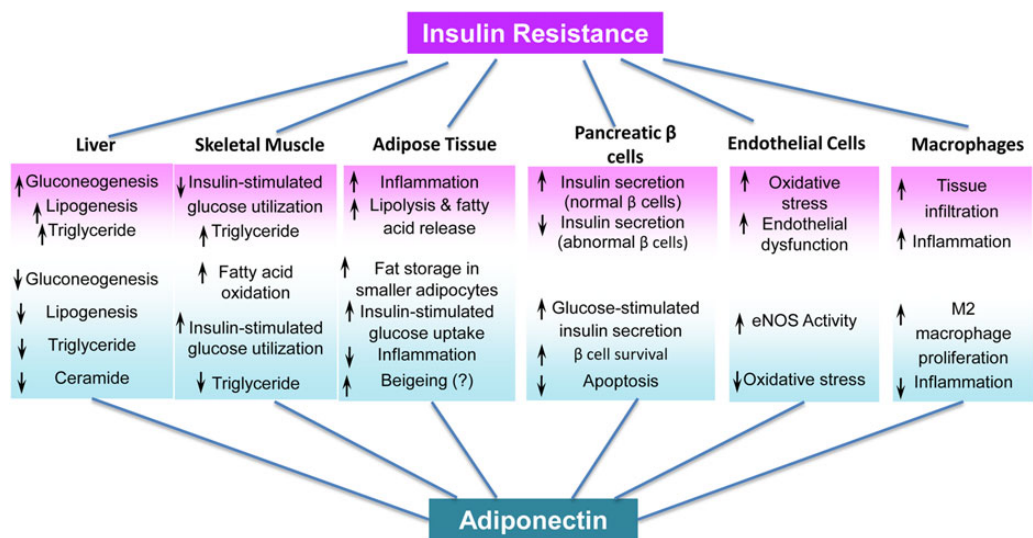 Insulin Resistance
Liver
↑ Gluconeogenesis
↑ Lipogenesis
↑ Triglyceride
↓ Gluconeogenesis
↓ Lipogenesis
↓ Triglyceride
↓ Ceramide
Skeletal Muscle
↓ Insulin-stimulated
glucose utilization
↑ Triglyceride
↑ Fatty acid
oxidation
↑ Insulin-stimulated
glucose utilization
↓ Triglyceride
Adipose Tissue
↑ Inflammation
↑ Lipolysis & fatty
acid release
↑ Fat storage in
smaller adipocytes
↑ Insulin-stimulated
glucose uptake
↓ Inflammation
↑ Beigeing (?)
Pancreatic β
cells
↑ Insulin secretion
(normal β cells)
↓ Insulin secretion
(abnormal β cells)
↑ Glucose-stimulated
insulin secretion
↑ β cell survival
↓ Apoptosis
Endothelial Cells
↑ Oxidative
stress
↑ Endothelial
dysfunction
↑ eNOS Activity
↓ Oxidative stress
Macrophages
↑ Tissue
infiltration
↑ Inflammation
↑ M2
macrophage
proliferation
↓ Inflammation
Adiponectin